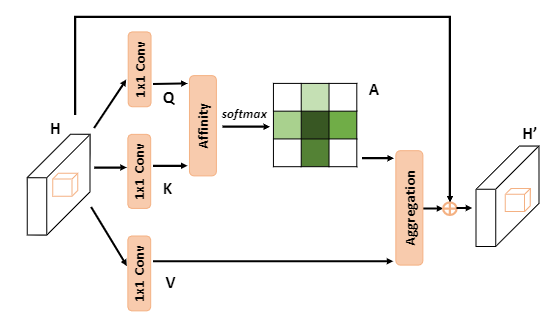 1x1 Conv
Q
Affinity
softmax
A
H
1x1 Conv
K
H'
Aggregation
1x1 Conv
V